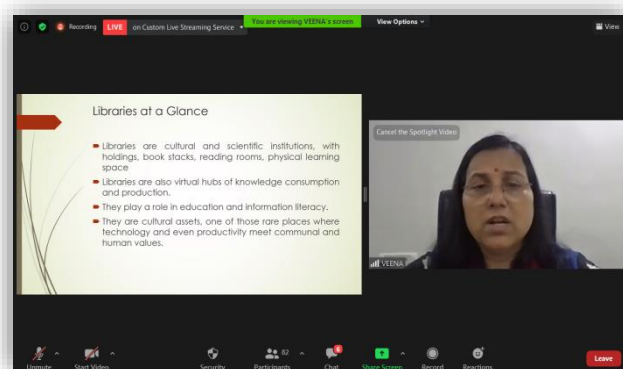 Recording
LIVE
on Custom Live Streaming Service
You are viewing VEENA's screen
View Options
View
Libraries at a Glance
Libraries are cultural and scientific institutions, with
holdings, book stacks, reading rooms, physical learning
space
Libraries are also virtual hubs of knowledge consumption
and production.
They play a role in education and information literacy.
They are cultural assets, one of those rare places where
technology and even productivity meet communal and
human values.
Cancel the Spotlight Video
VEENA
Unmute
Start Video
Security
82
Participants
6
Chat
Share Screen
Record
Reactions
Leave